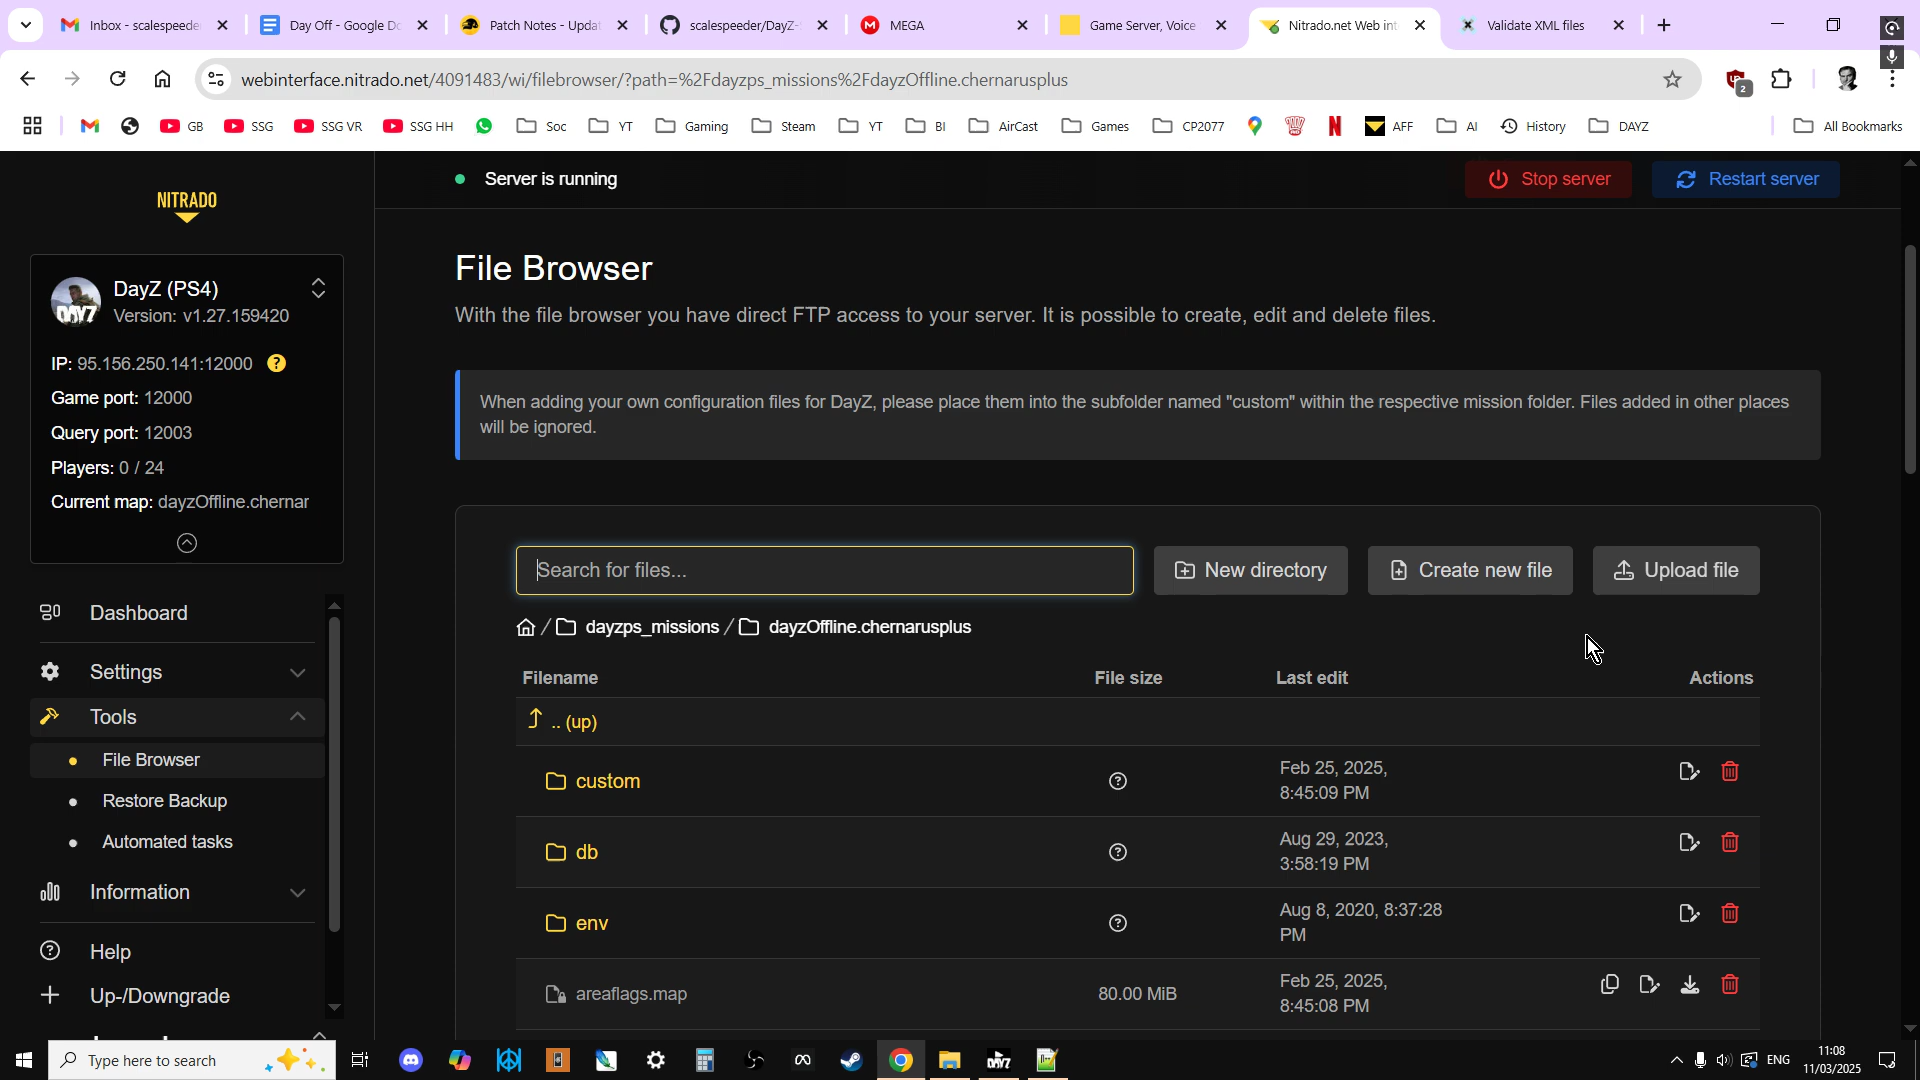 Inbox - scalespeede
Day Off - Google Do
Patch Notes - Updat
scalespeeder/DayZ-
MEGA
Game Server, Voice
Nitrado.net Web int
Validate XML files
webinterface.nitrado.net/4091483/wi/filebrowser/?path=%2Fdayzps_missions%2FdayzOffline.chernarusplus
2
GB
SSG
SSG VR
SSG HH
Soc
YT
Gaming
Steam
YT
BI
AirCast
Games
CP2077
AFF
AI
History
DAYZ
All Bookmarks
NITRADO
Server is running
Stop server
Restart server
DayZ (PS4)
Version: v1.27.159420
IP: 95.156.250.141:12000
Game port: 12000
Query port: 12003
Players: 0 / 24
Current map: dayzOffline.chernar
Dashboard
Settings
Tools
File Browser
Restore Backup
Automated tasks
Information
Help
Up-/Downgrade
File Browser
With the file browser you have direct FTP access to your server. It is possible to create, edit and delete files.
When adding your own configuration files for DayZ, please place them into the subfolder named "custom" within the respective mission folder. Files added in other places
will be ignored.
Search for files...
New directory
Create new file
Upload file
/ dayzps_missions / dayzOffline.chernarusplus
Filename File size Last edit Actions
.. (up)
custom
Feb 25, 2025,
8:45:09 PM
db
Aug 29, 2023,
3:58:19 PM
env
Aug 8, 2020, 8:37:28
PM
areaflags.map 80.00 MiB
Feb 25, 2025,
8:45:08 PM
Type here to search
DAYZ
ENG
11:08
11/03/2025